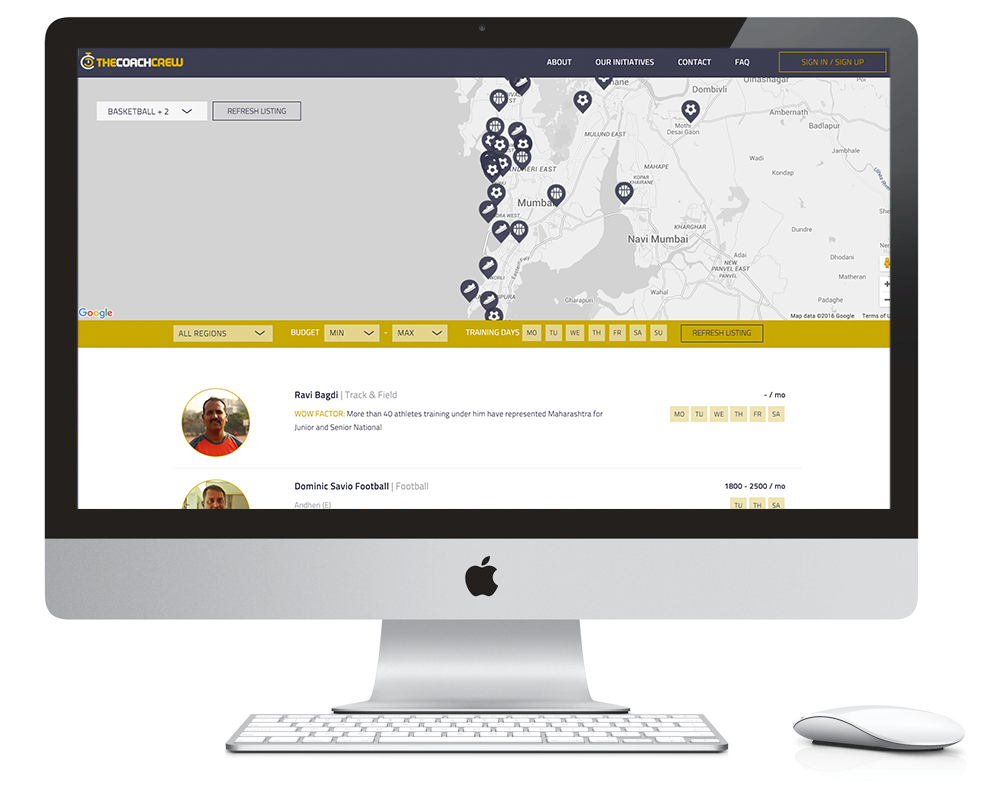 THECOACHCREW
ABOUT OUR INITIATIVES CONTACT FAQ SIGN IN / SIGN UP
BASKETBALL + 2 REFRESH LISTING
Dombivli
MULUND EAST
Desai Gaon
Ambernath
Badlapur
Jambhale
Wadi
MAHAPE
Kondap
KOPAR
KHAIRANE
Mumbai
KHARGHAR
Dundre
Navi Mumbai
Adai
NEW
PANVEL EAST
PANVEL
Dhodani
Matheran
Wahal
Gharapuri
Padaghe
Google
Map data ©2016 Google Terms of U
ALL REGIONS BUDGET MIN - MAX TRAINING DAYS MO TU WE TH FR SA SU REFRESH LISTING
Ravi Bagdi | Track & Field - / mo
WOW FACTOR: More than 40 athletes training under him have represented Maharashtra for
Junior and Senior National
MO TU WE TH FR SA
Dominic Savio Football | Football 1800 - 2500 / mo
Andheri (E)
TU TH SA